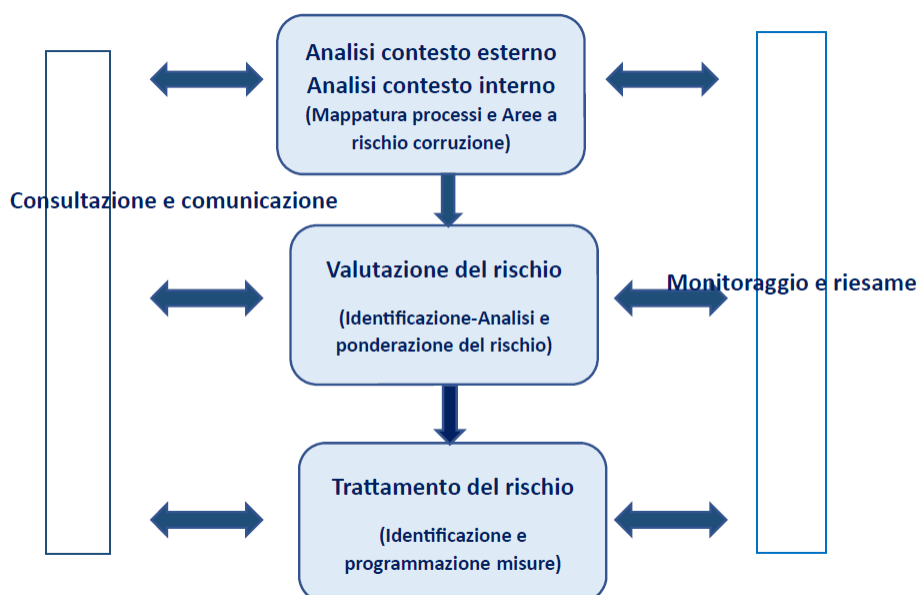 Analisi contesto esterno
Analisi contesto interno
(Mappatura processi e Aree a
rischio corruzione)
Consultazione e comunicazione
Valutazione del rischio
(Identificazione-Analisi e
ponderazione del rischio)
Monitoraggio e riesame
Trattamento del rischio
(Identificazione e
programmazione misure)